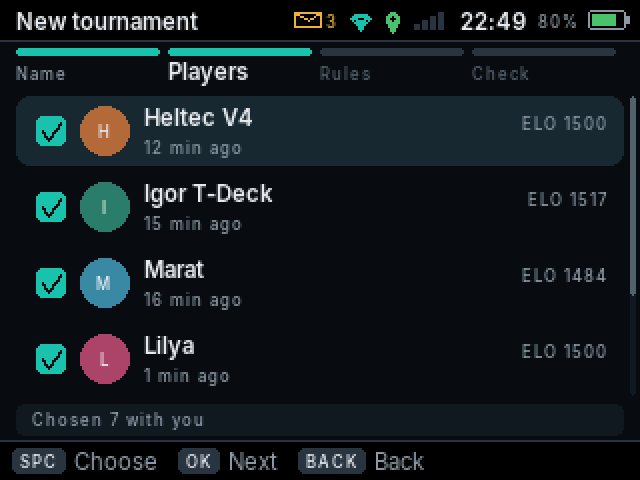 New tournament 3 22:49 80%
Name Players Rules Check
H Heltec V4 ELO 1500
12 min ago
I Igor T-Deck ELO 1517
15 min ago
M Marat ELO 1484
16 min ago
L Lilya ELO 1500
1 min ago
Chosen 7 with you
SPC Choose OK Next BACK Back